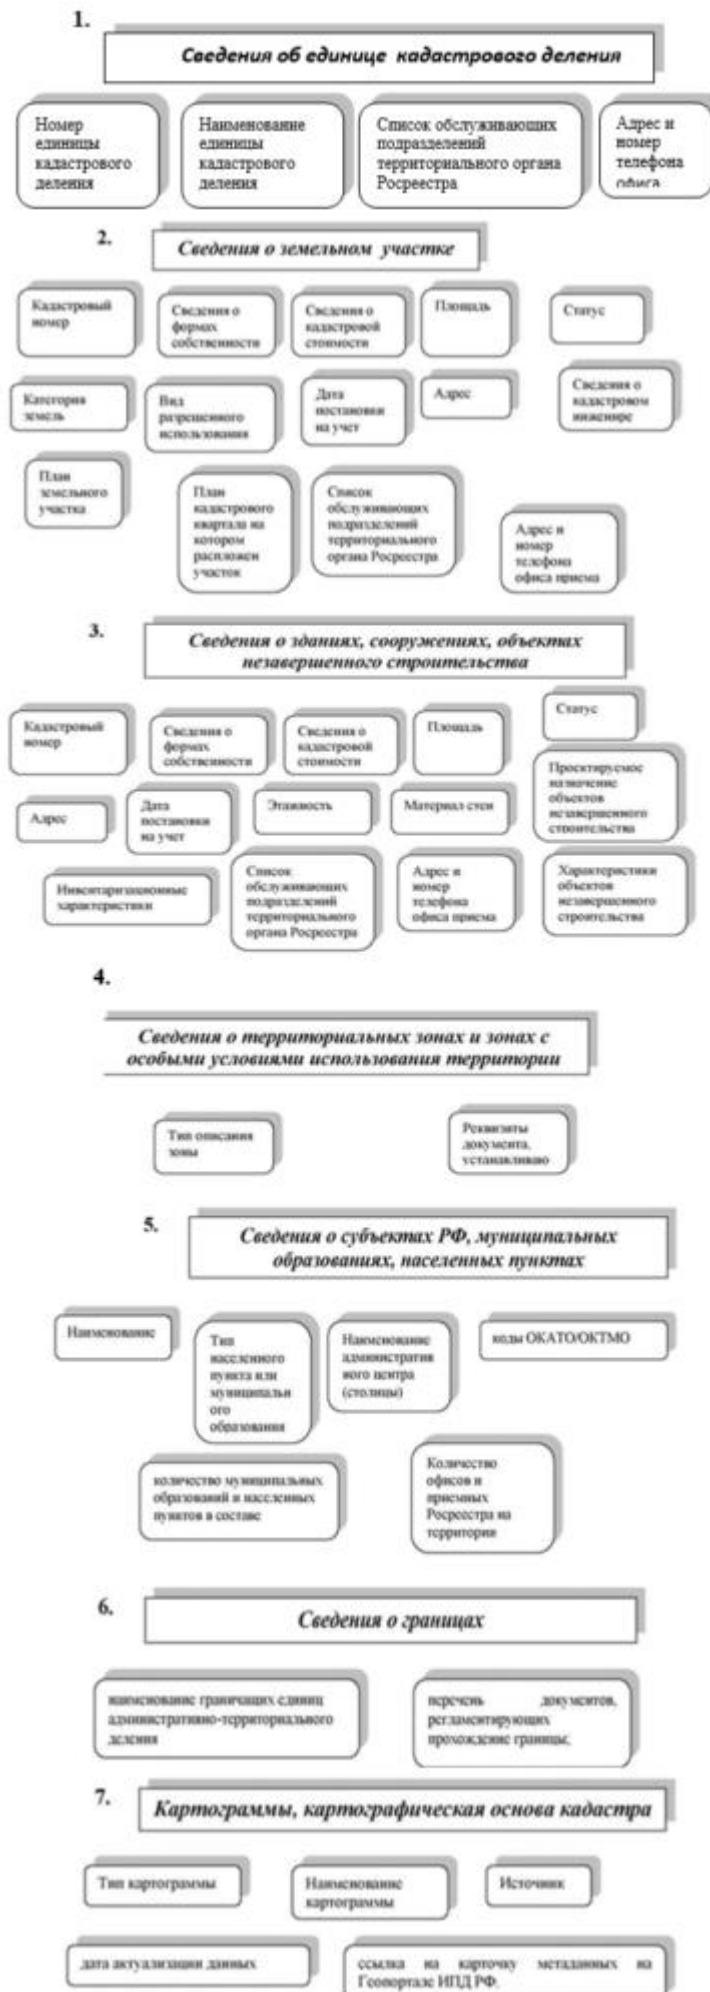 1.
Сведения об единице кадастрового деления
Номер
единицы
кадастрового
деления
Наименование
единицы
кадастрового
деления
Список обслуживающих
подразделений
территориального органа
Росреестра
Адрес и
номер
телефона
офиса
2.
Сведения о земельном участке
Кадастровый
номер
Сведения о
формах
собственности
Сведения о
кадастровой
стоимости
Площадь
Статус
Категория
земель
Вид
разрешенного
использования
Дата
постановки
на учет
Адрес
Сведения о
кадастровом
инженире
План
земельного
участка
План
кадастрового
квартала на
котором
распложен
участок
Список
обслуживающих
подразделений
территориального
органа Росреестра
Адрес и
номер
телефона
офиса приема
3.
Сведения о зданиях, сооружениях, объектах
незавершенного строительства
Кадастровый
номер
Сведения о
формах
собственности
Сведения о
кадастровой
стоимости
Площадь
Статус
Адрес
Дата
постановки
на учет
Этажность
Материал стен
Проектируемое
назначение
объектов
незавершенного
строительства
Инвентаризационные
характеристики
Список
обслуживающих
подразделений
территориального
органа Росреестра
Адрес и
номер
телефона
офиса приема
Характеристики
объектов
незавершенного
строительства
4.
Сведения о территориальных зонах и зонах с
особыми условиями использования территории
Тип описания
зоны
Реквизиты
документа,
устанавливаю
5.
Сведения о субъектах РФ, муниципальных
образованиях, населенных пунктах
Наименование
Тип
населенного
пункта или
муниципальн
ого
образования
Наименование
административ
ного центра
(столицы)
коды ОКАТО/ОКТМО
количество муниципальных
образований и населенных
пунктов в составе
Количество
офисов и
приемных
Росреестра на
территории
6.
Сведения о границах
наименование граничащих единиц
административно-территориального
деления
перечень документов,
регламентирующих
прохождение границы;
7.
Картограммы, картографическая основа кадастра
Тип картограммы
Наименование
картограммы
Источник
дата актуализации данных
ссылка на карточку метаданных на
Геопортале ИПД РФ.